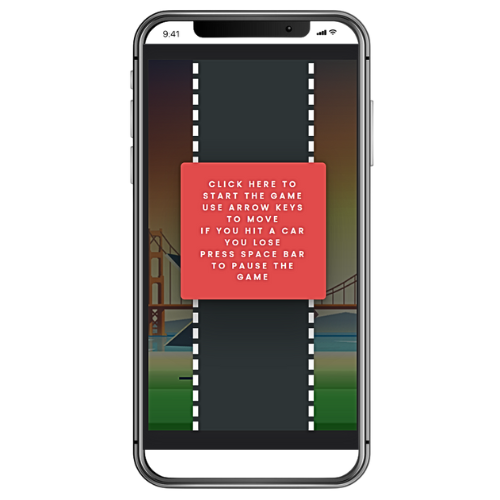 9:41
CLICK HERE TO
START THE GAME
USE ARROW KEYS
TO MOVE
IF YOU HIT A CAR
YOU LOSE
PRESS SPACE BAR
TO PAUSE THE
GAME